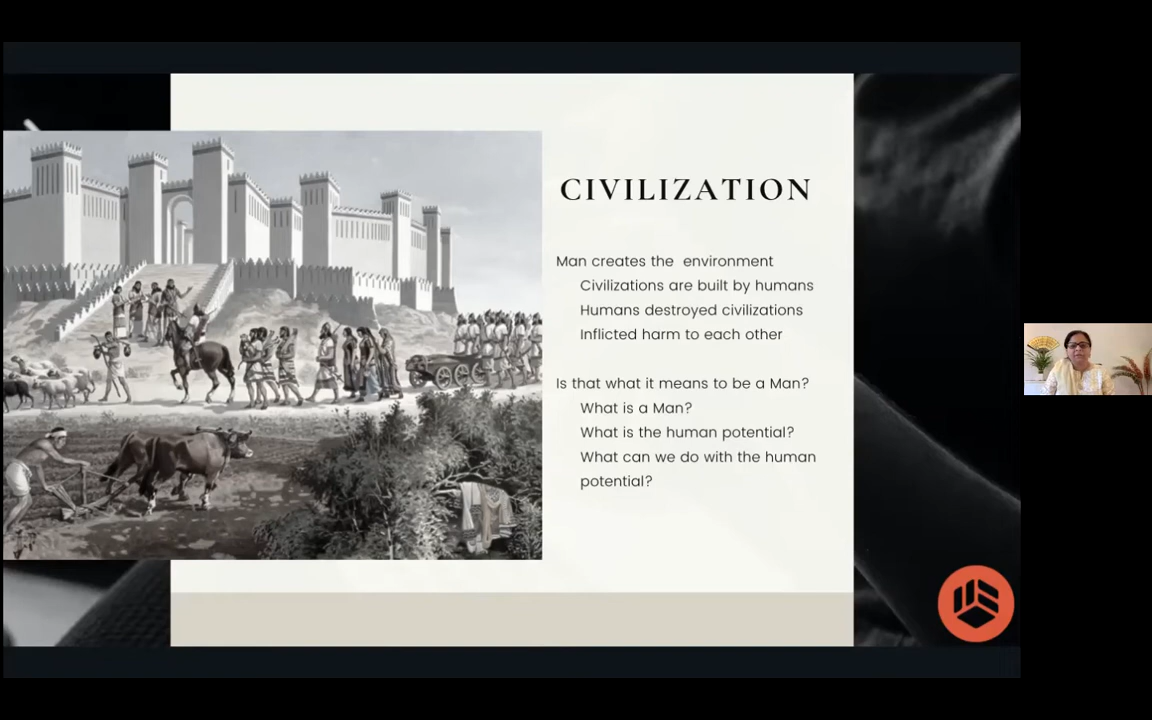 CIVILIZATION
Man creates the environment
Civilizations are built by humans
Humans destroyed civilizations
Inflicted harm to each other
Is that what it means to be a Man?
What is a Man?
What is the human potential?
What can we do with the human
potential?